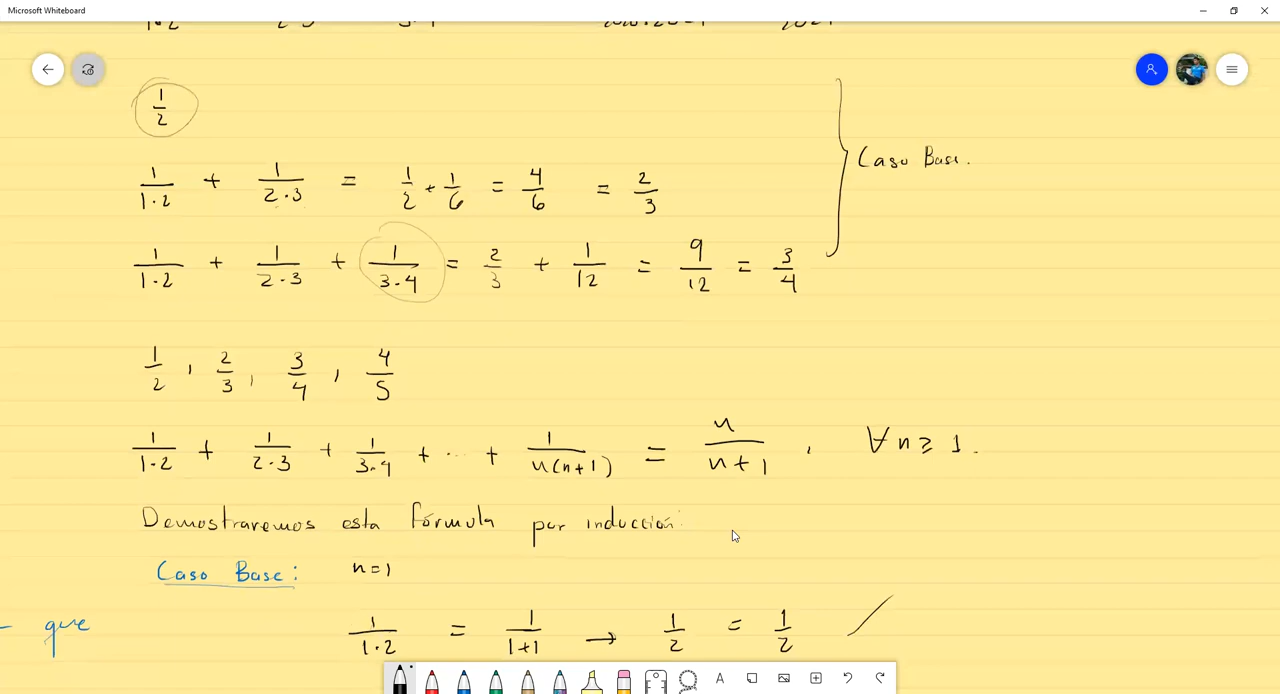 Microsoft Whiteboard
1/2
1/(1·2) + 1/(2·3) = 1/2 + 1/6 = 4/6 = 2/3
Caso Base.
1/(1·2) + 1/(2·3) + 1/(3·4) = 2/3 + 1/12 = 9/12 = 3/4
1/2, 2/3, 3/4, 4/5
1/(1·2) + 1/(2·3) + 1/(3·4) + ... + 1/(n(n+1)) = n/(n+1), ∀ n ≥ 1.
Demostraremos esta fórmula por inducción:
Caso Base: n=1
que 1/(1·2) = 1/(1+1) → 1/2 = 1/2